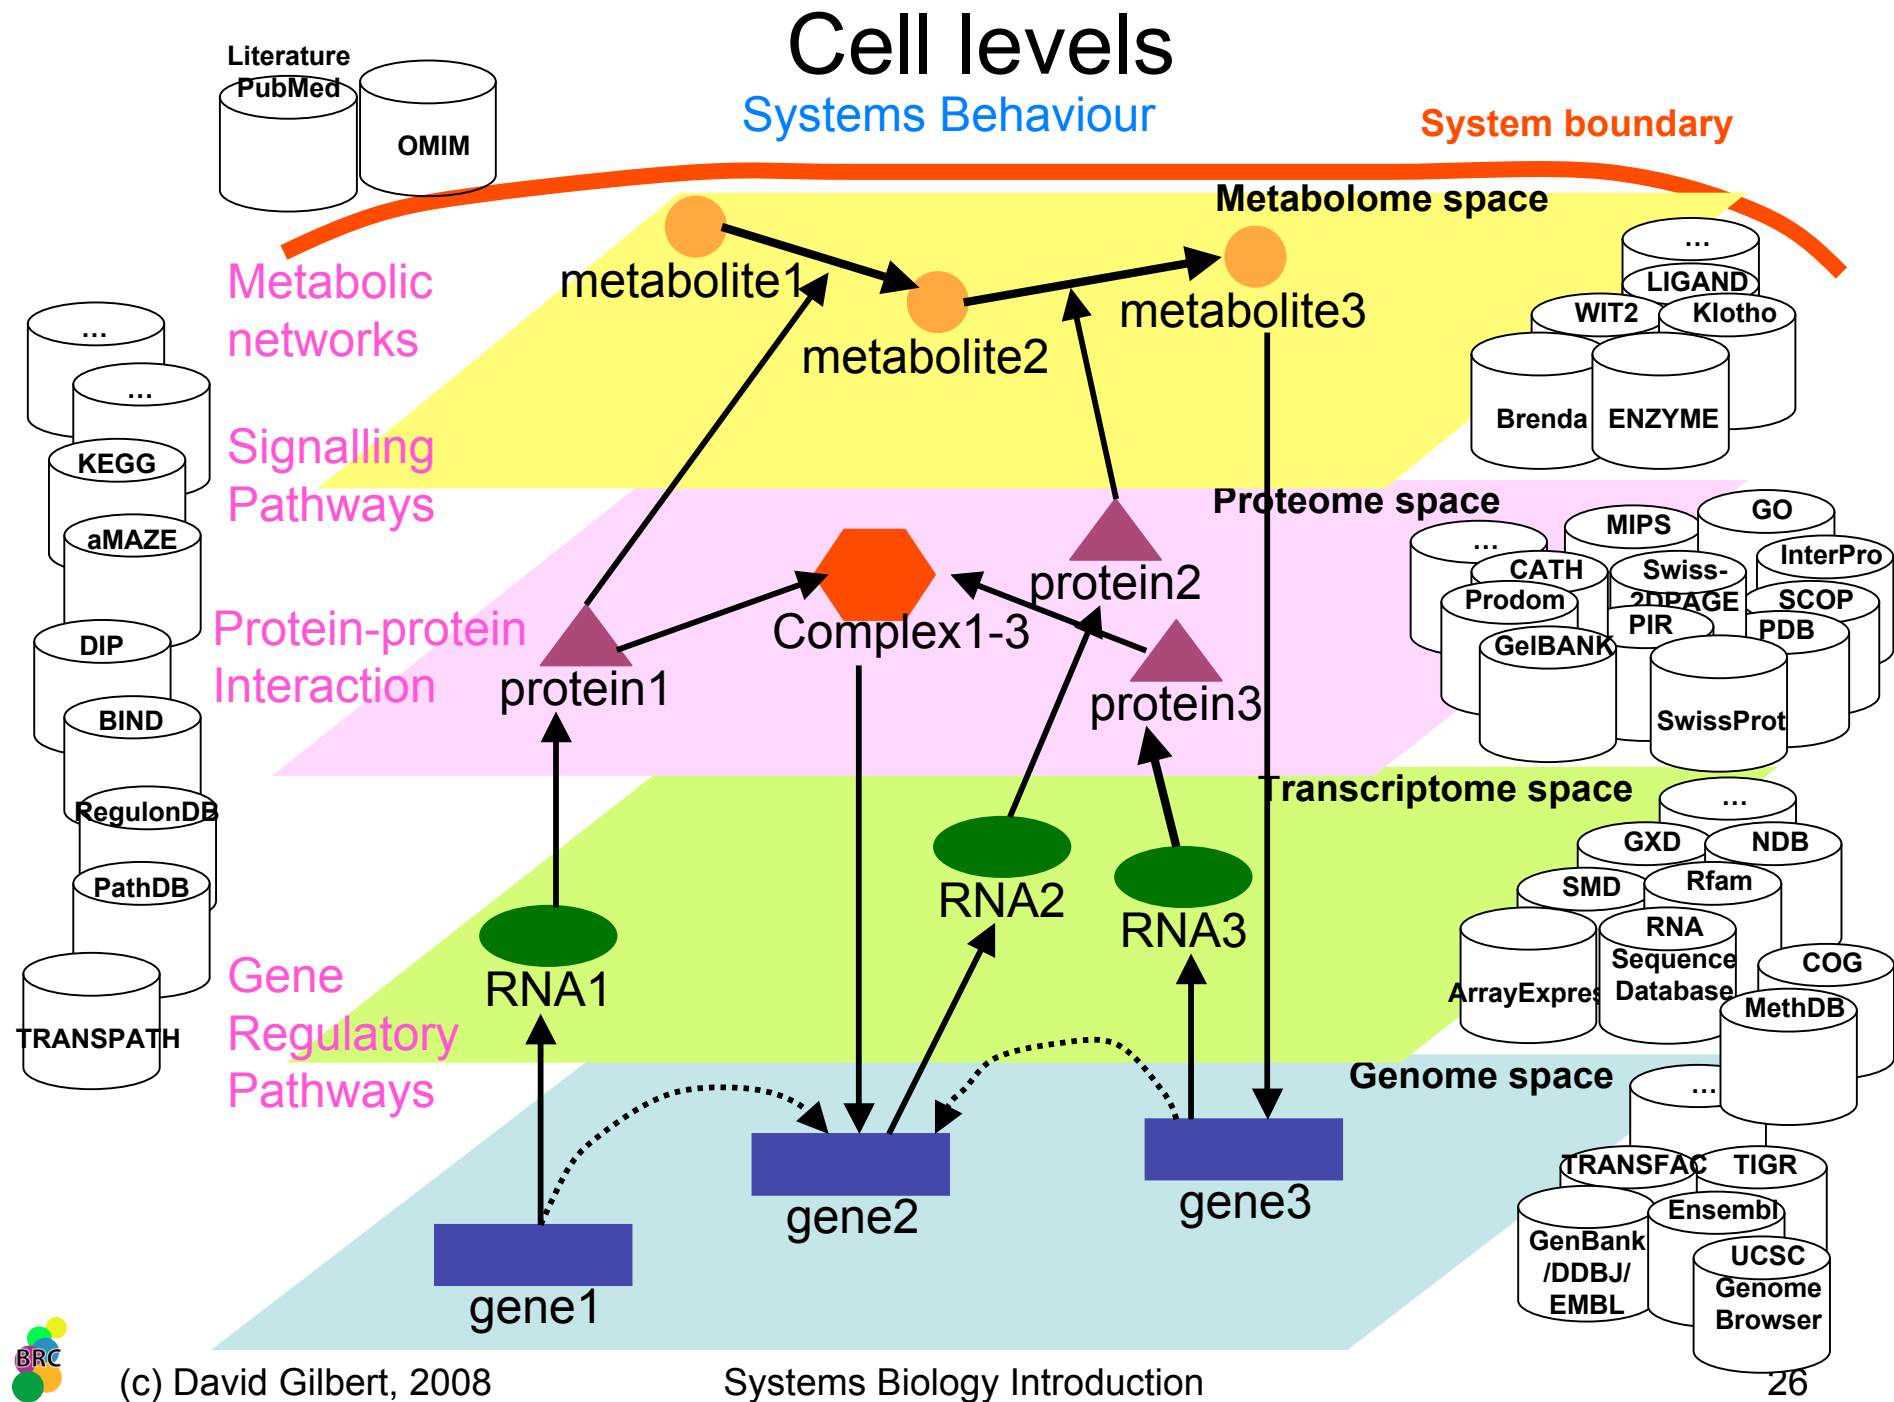 Cell levels
Systems Behaviour
System boundary
Literature
PubMed
OMIM
Metabolome space
metabolite1
metabolite2
metabolite3
Metabolic
networks
Signalling
Pathways
Protein-protein
Interaction
Gene
Regulatory
Pathways
…
…
KEGG
aMAZE
DIP
BIND
RegulonDB
PathDB
TRANSPATH
…
LIGAND
WIT2
Klotho
Brenda
ENZYME
Proteome space
protein1
Complex1-3
protein2
protein3
…
MIPS
GO
InterPro
CATH
Swiss-
2DPAGE
SCOP
Prodom
PIR
PDB
GelBANK
SwissProt
Transcriptome space
RNA1
RNA2
RNA3
…
GXD
NDB
SMD
Rfam
ArrayExpres
RNA
Sequence
Database
COG
MethDB
Genome space
gene1
gene2
gene3
…
TRANSFAC
TIGR
Ensembl
GenBank
/DDBJ/
EMBL
UCSC
Genome
Browser
BRC
(c) David Gilbert, 2008
Systems Biology Introduction
26